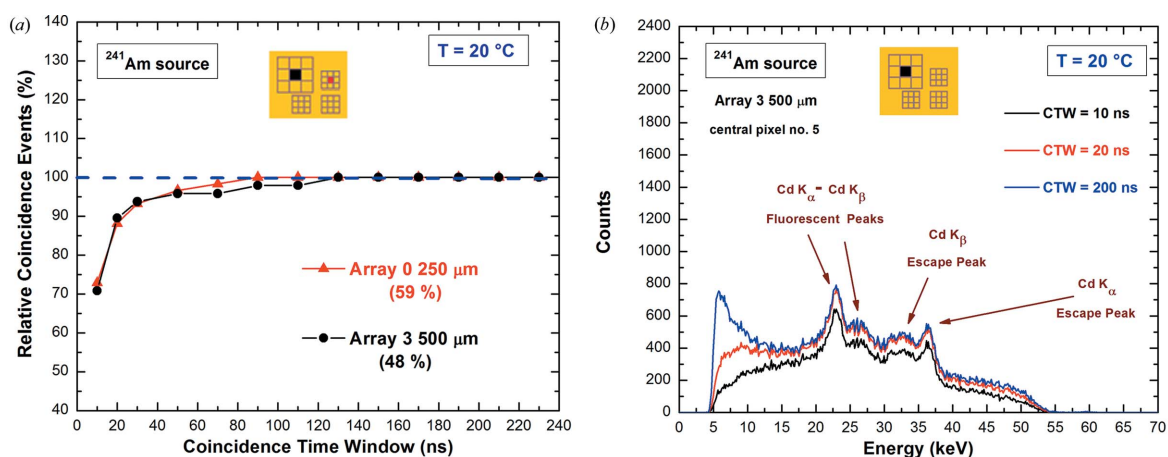 (a)
140
130
120
110
100
90
80
70
60
50
40
Relative Coincidence Events (%)
²⁴¹Am source
T = 20 °C
Array 0 250 μm
(59 %)
Array 3 500 μm
(48 %)
0 20 40 60 80 100 120 140 160 180 200 220 240
Coincidence Time Window (ns)
(b)
2400
2200
2000
1800
1600
1400
1200
1000
800
600
400
200
0
Counts
²⁴¹Am source
T = 20 °C
Array 3 500 μm
central pixel no. 5
CTW = 10 ns
CTW = 20 ns
CTW = 200 ns
Cd Kα- Cd Kβ
Fluorescent Peaks
Cd Kβ
Escape Peak
Cd Kα
Escape Peak
0 5 10 15 20 25 30 35 40 45 50 55 60 65 70
Energy (keV)